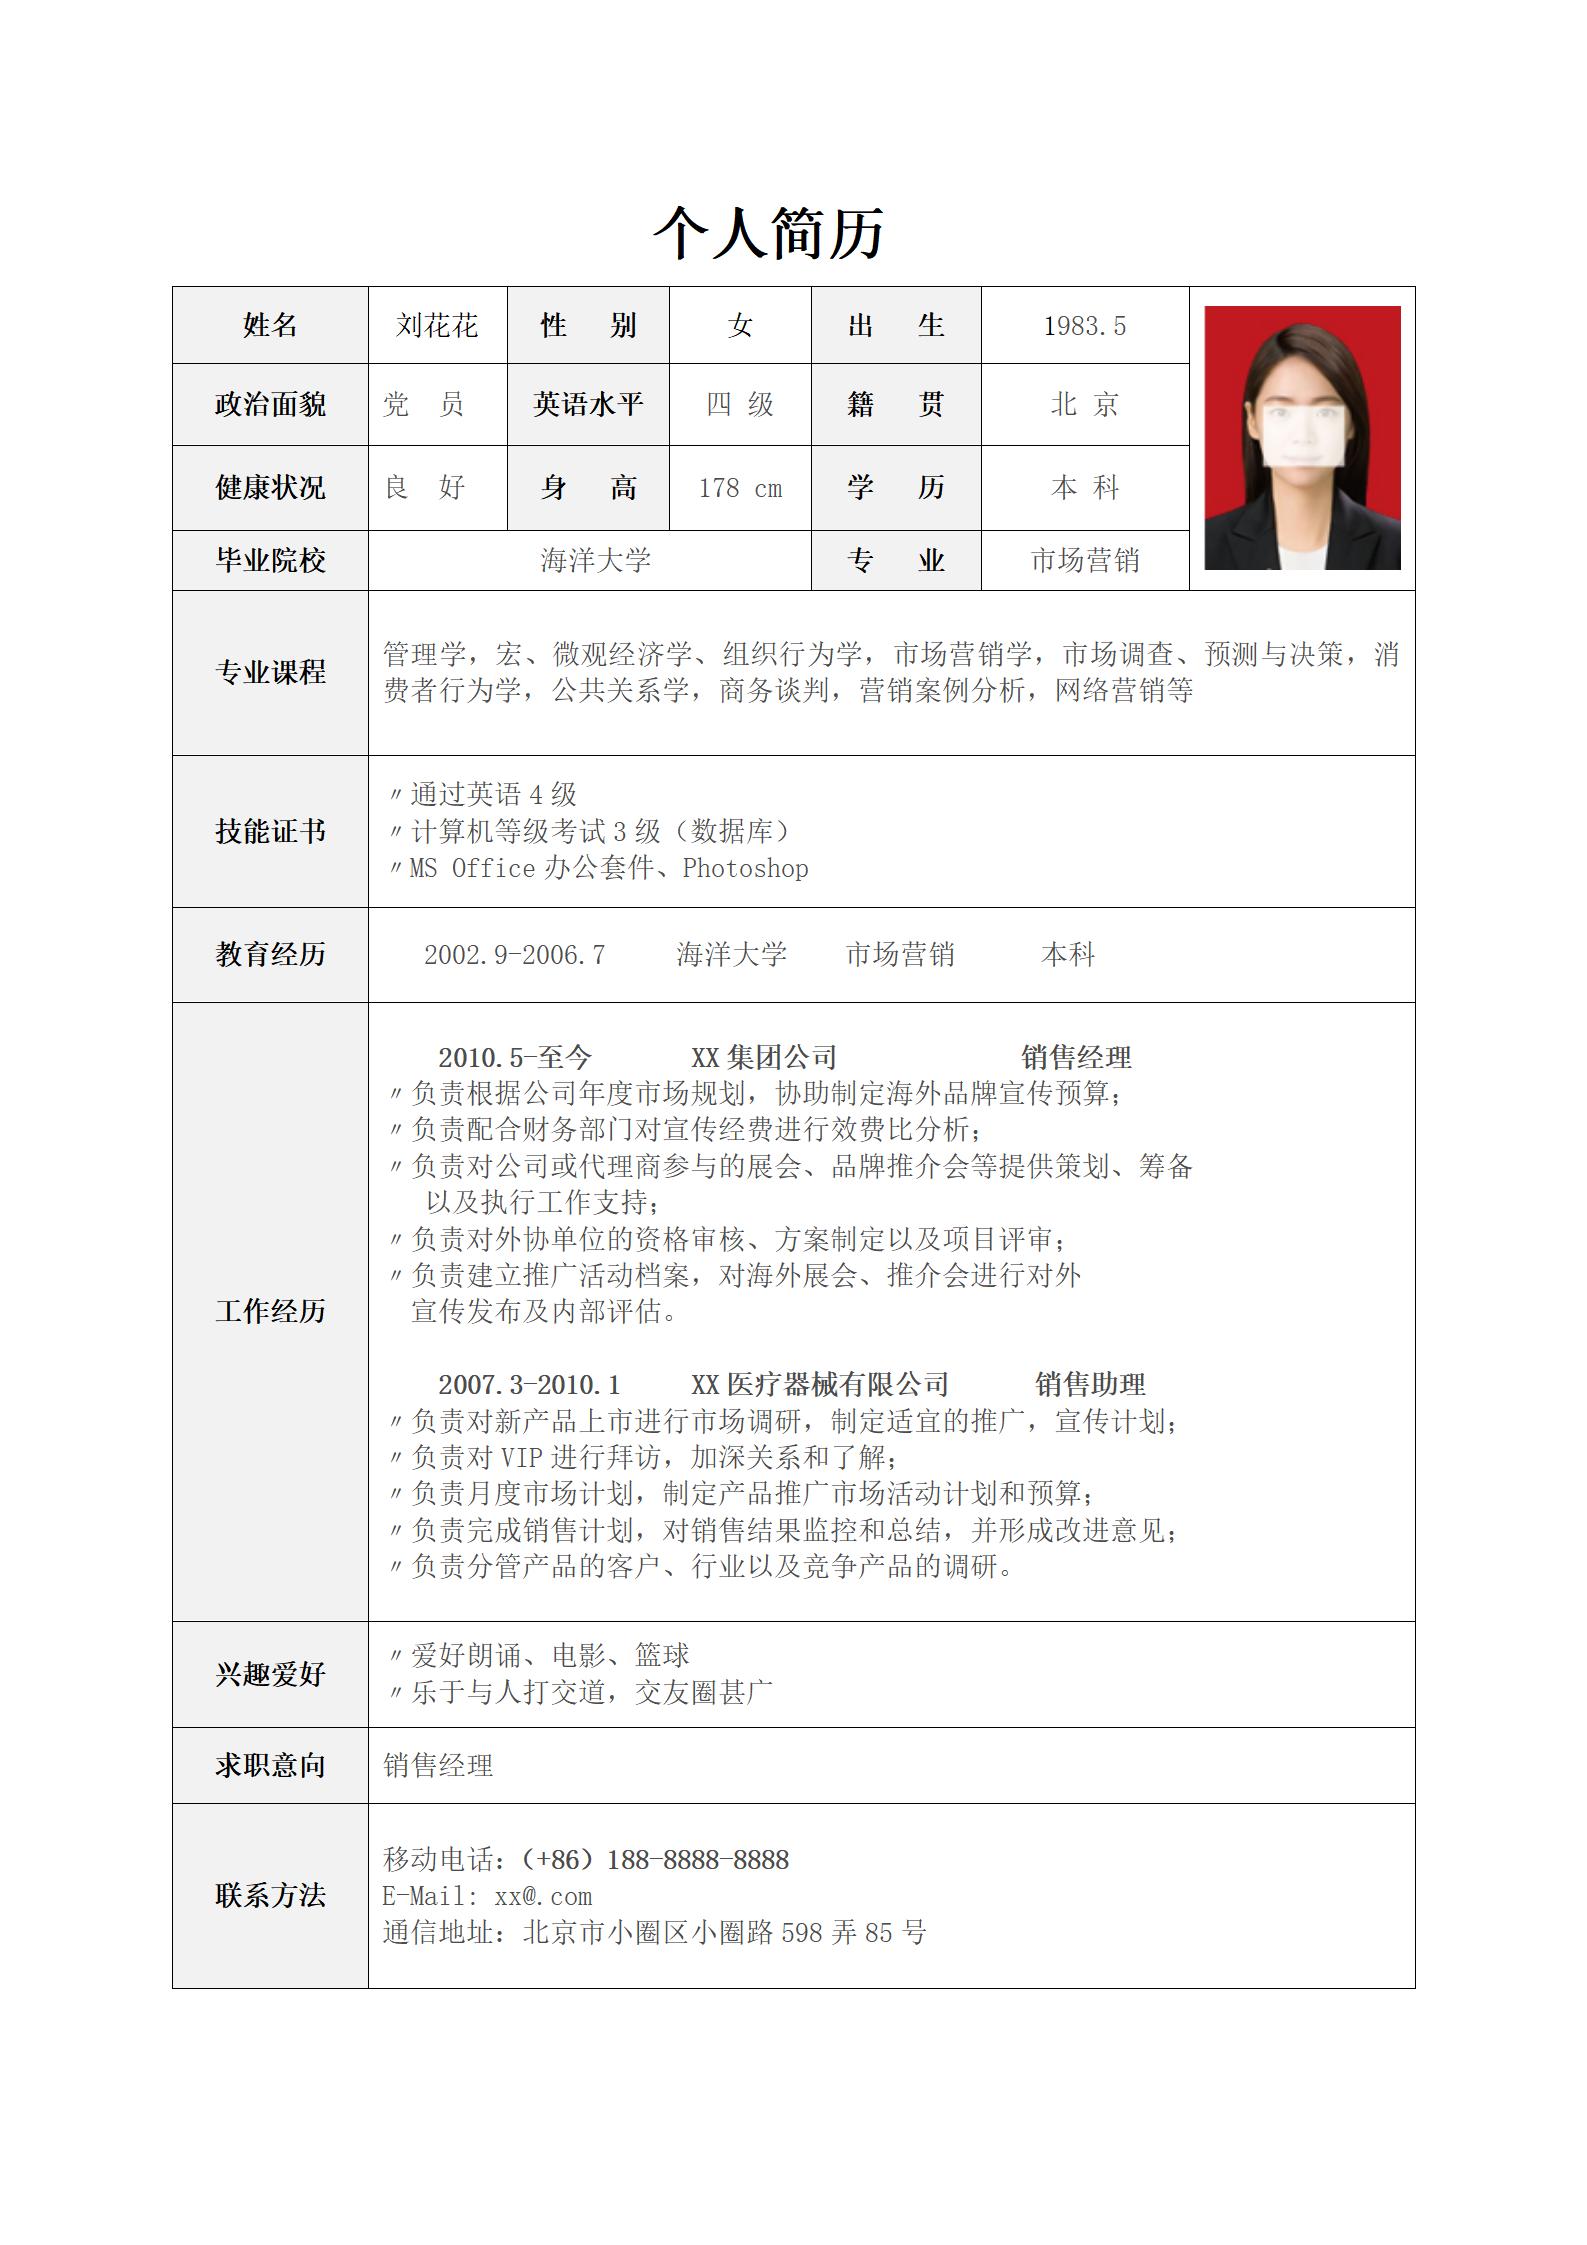 个人简历
姓名 刘花花 性 别 女 出 生 1983.5
政治面貌 党 员 英语水平 四 级 籍 贯 北 京
健康状况 良 好 身 高 178 cm 学 历 本 科
毕业院校 海洋大学 专 业 市场营销
专业课程
管理学，宏、微观经济学、组织行为学，市场营销学，市场调查、预测与决策，消
费者行为学，公共关系学，商务谈判，营销案例分析，网络营销等
技能证书
〃通过英语 4 级
〃计算机等级考试 3 级（数据库）
〃MS Office 办公套件、Photoshop
教育经历 2002.9-2006.7 海洋大学 市场营销 本科
工作经历
2010.5-至今 XX 集团公司 销售经理
〃负责根据公司年度市场规划，协助制定海外品牌宣传预算；
〃负责配合财务部门对宣传经费进行效费比分析；
〃负责对公司或代理商参与的展会、品牌推介会等提供策划、筹备
以及执行工作支持；
〃负责对外协单位的资格审核、方案制定以及项目评审；
〃负责建立推广活动档案，对海外展会、推介会进行对外
宣传发布及内部评估。
2007.3-2010.1 XX 医疗器械有限公司 销售助理
〃负责对新产品上市进行市场调研，制定适宜的推广，宣传计划；
〃负责对 VIP 进行拜访，加深关系和了解；
〃负责月度市场计划，制定产品推广市场活动计划和预算；
〃负责完成销售计划，对销售结果监控和总结，并形成改进意见；
〃负责分管产品的客户、行业以及竞争产品的调研。
兴趣爱好
〃爱好朗诵、电影、篮球
〃乐于与人打交道，交友圈甚广
求职意向 销售经理
联系方法
移动电话：（+86）188-8888-8888
E-Mail: xx@.com
通信地址：北京市小圈区小圈路 598 弄 85 号